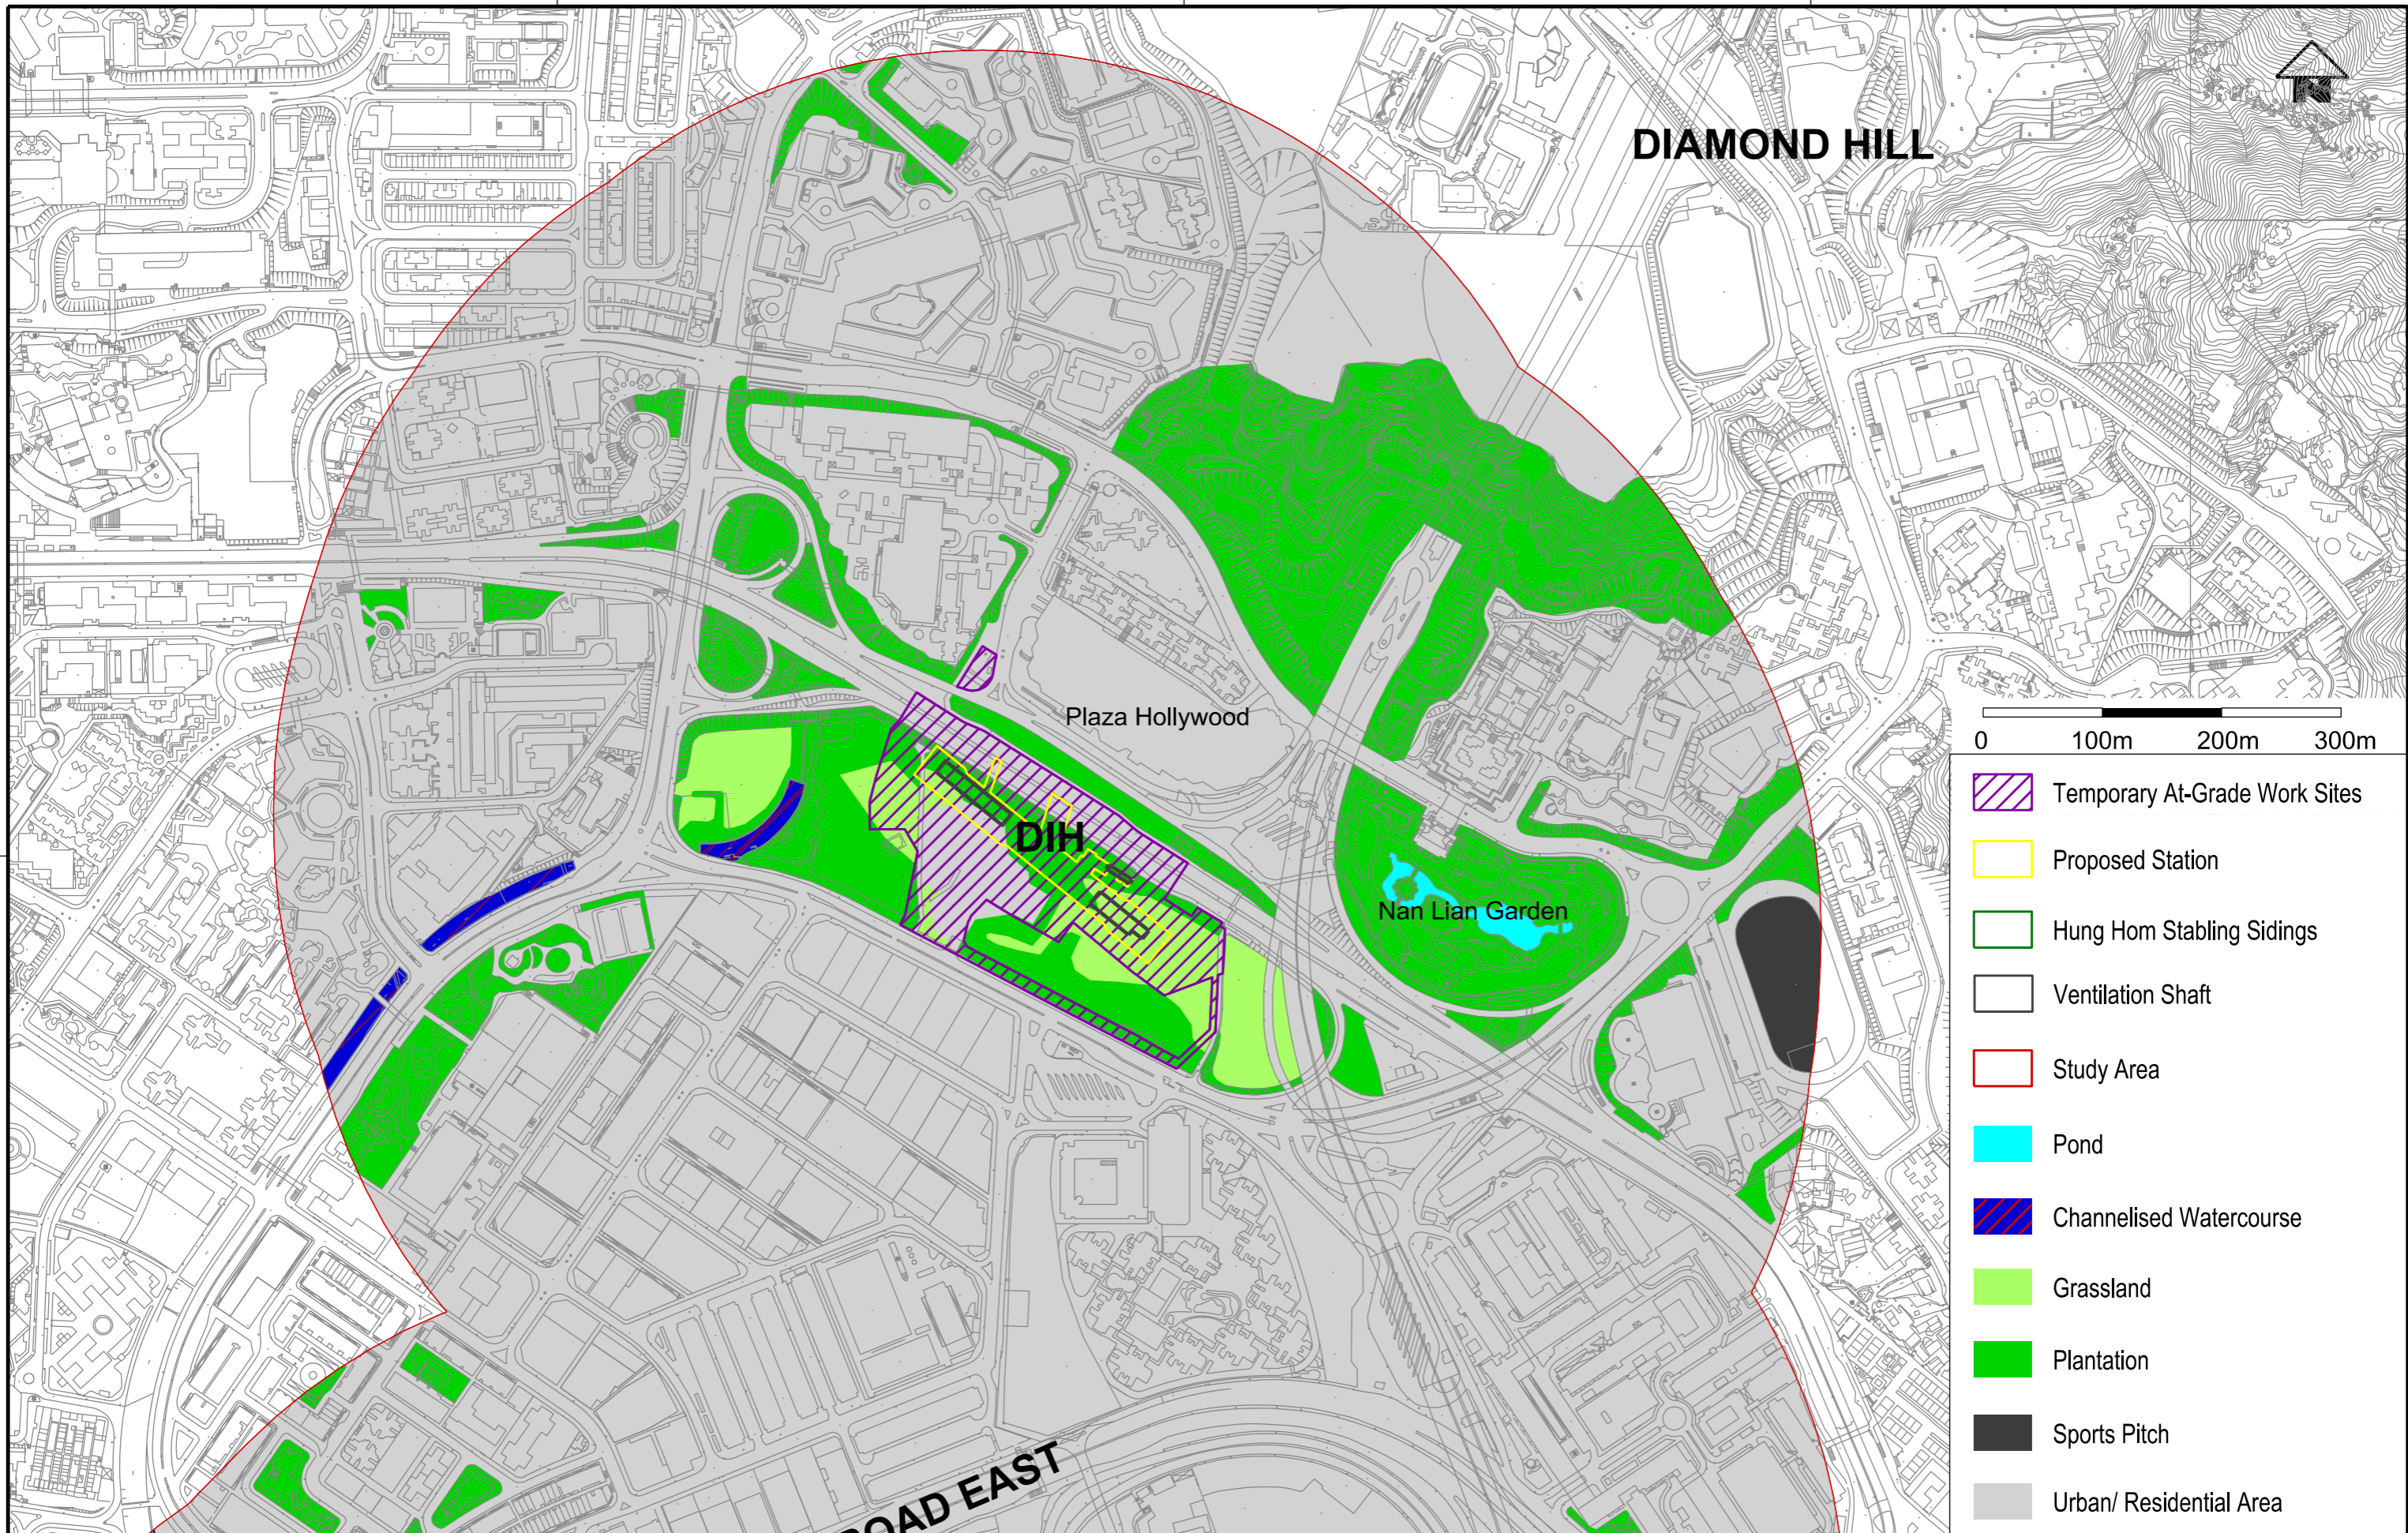 DIAMOND HILL
Plaza Hollywood
DIH
Nan Lian Garden
ROAD EAST
0 100m 200m 300m
Temporary At-Grade Work Sites
Proposed Station
Hung Hom Stabling Sidings
Ventilation Shaft
Study Area
Pond
Channelised Watercourse
Grassland
Plantation
Sports Pitch
Urban/ Residential Area